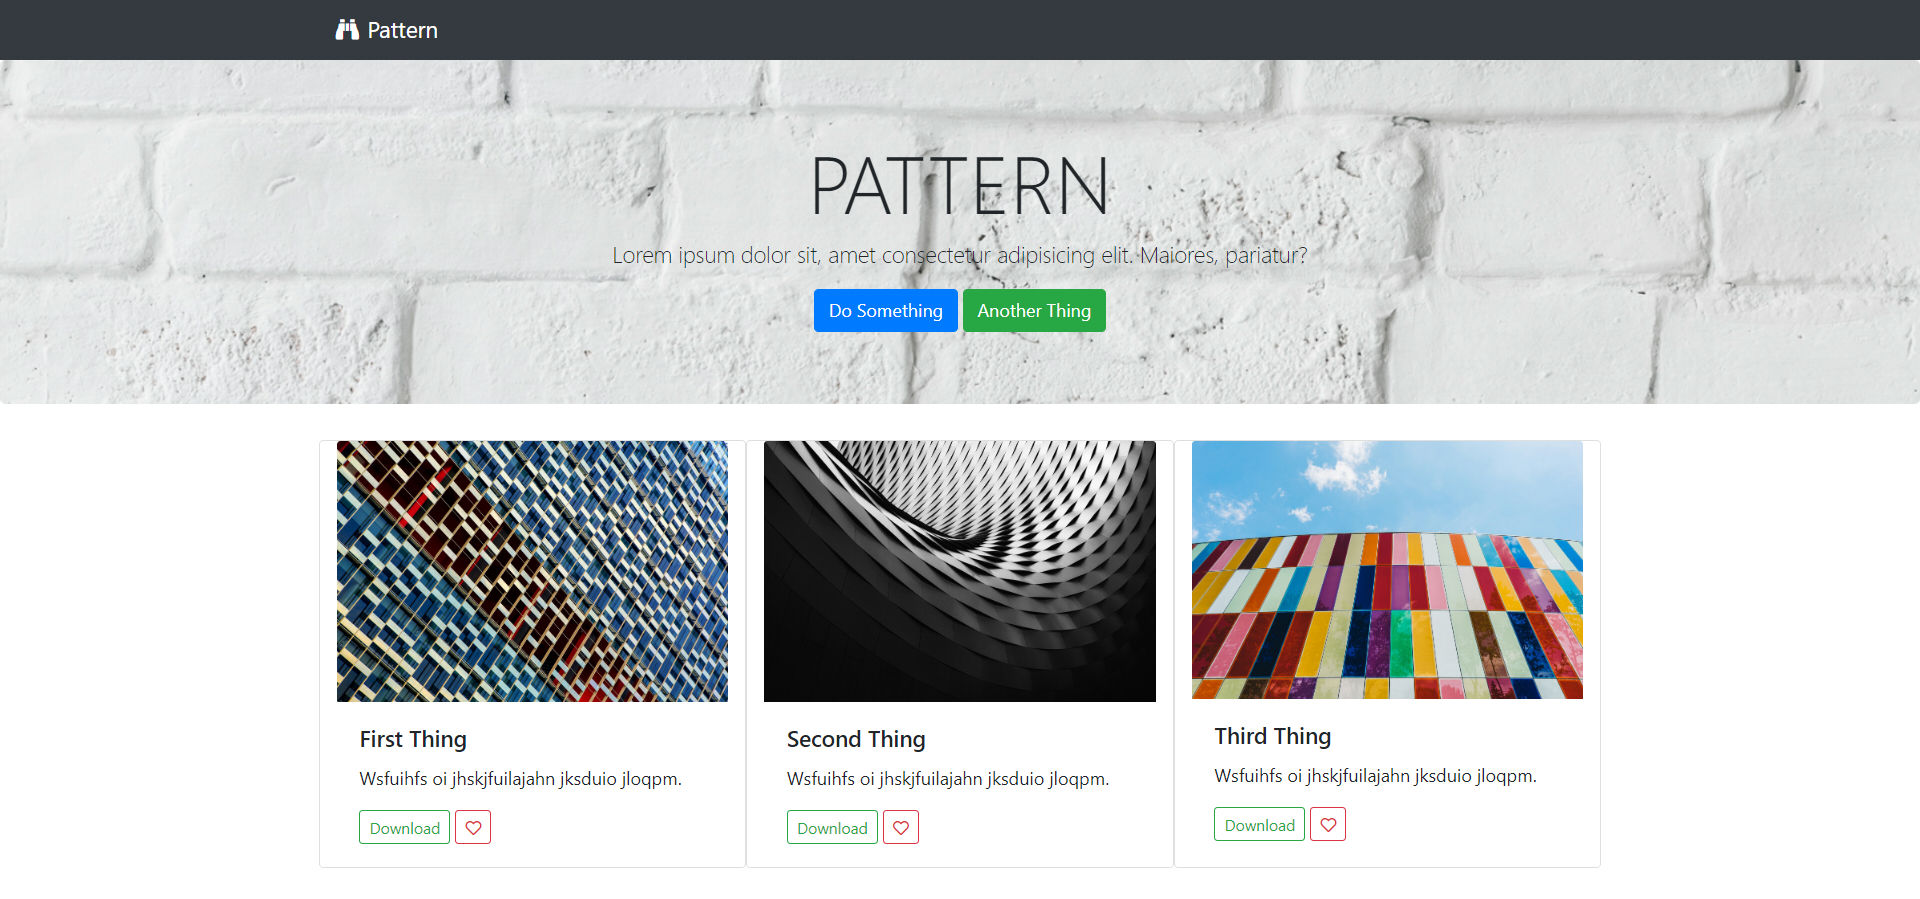 Pattern
PATTERN
Lorem ipsum dolor sit, amet consectetur adipisicing elit. Maiores, pariatur?
Do Something Another Thing
First Thing
Wsfuihfs oi jhskjfuilajahn jksduio jloqpm.
Download
Second Thing
Wsfuihfs oi jhskjfuilajahn jksduio jloqpm.
Download
Third Thing
Wsfuihfs oi jhskjfuilajahn jksduio jloqpm.
Download